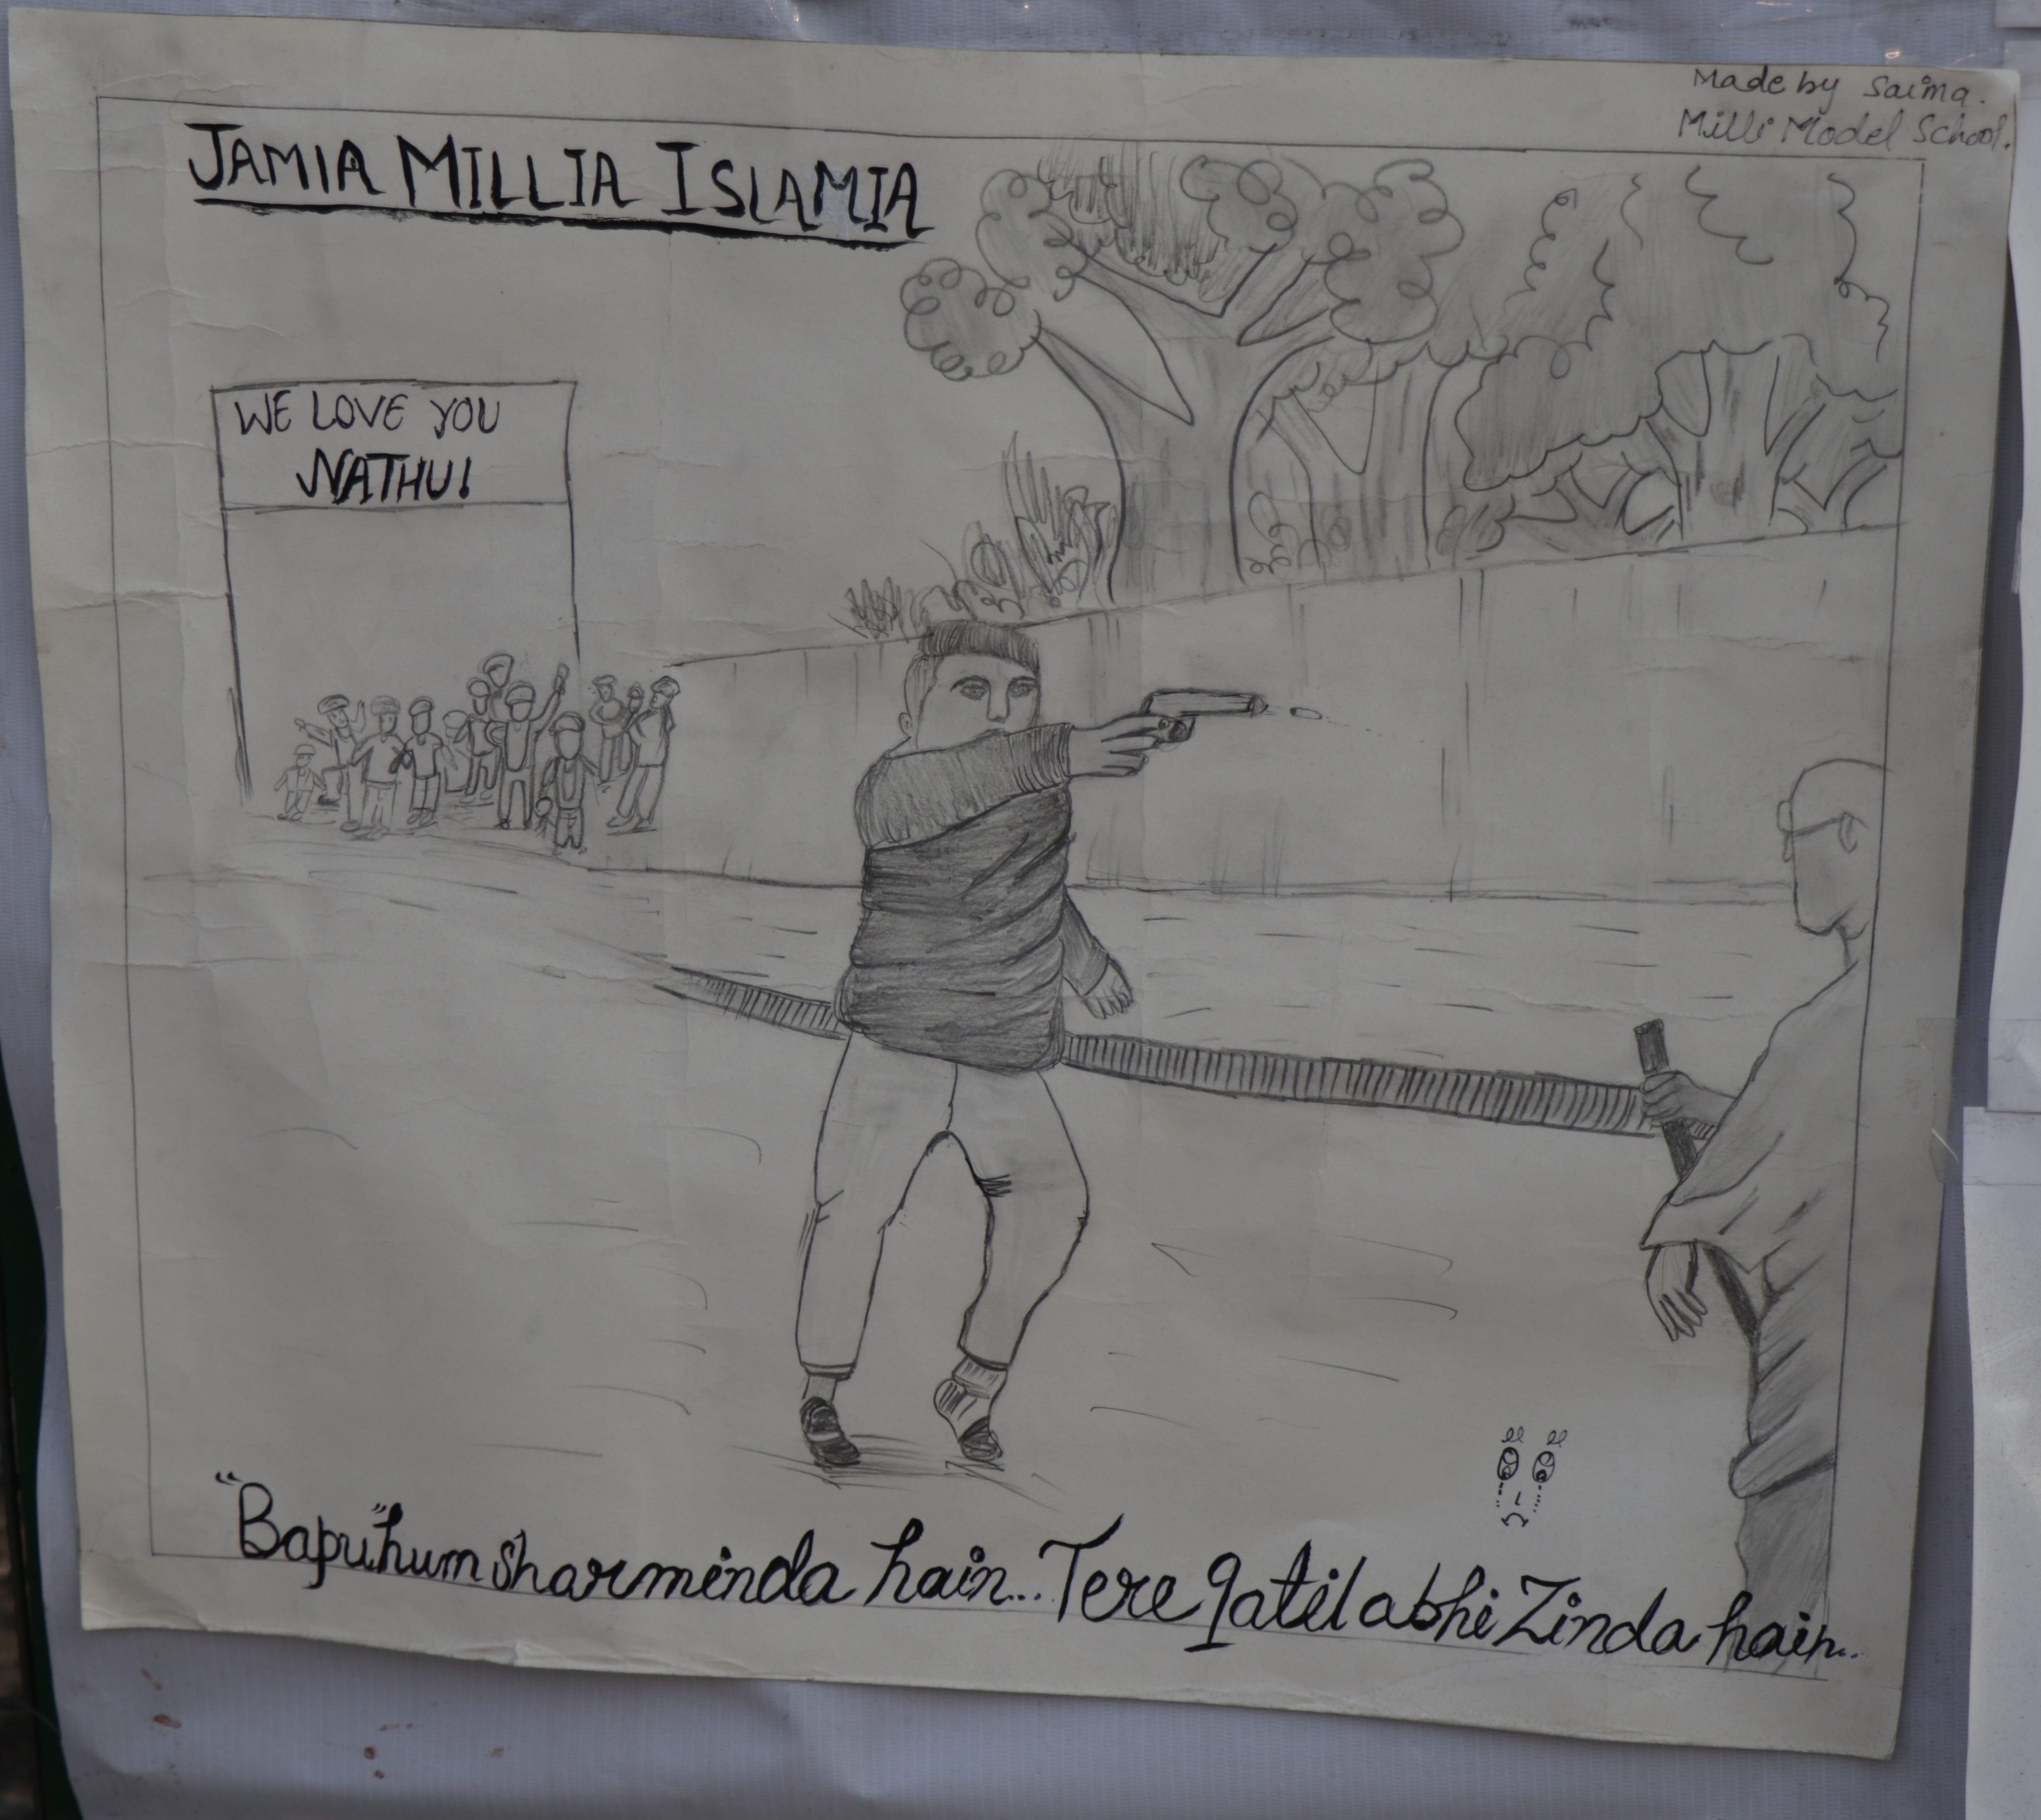 Made by Saima.
Milli Model School.
JAMIA MILLIA ISLAMIA
WE LOVE YOU
NATHU!
"Bapu" hum sharminda hain... Tere qatil abhi Zinda hain...